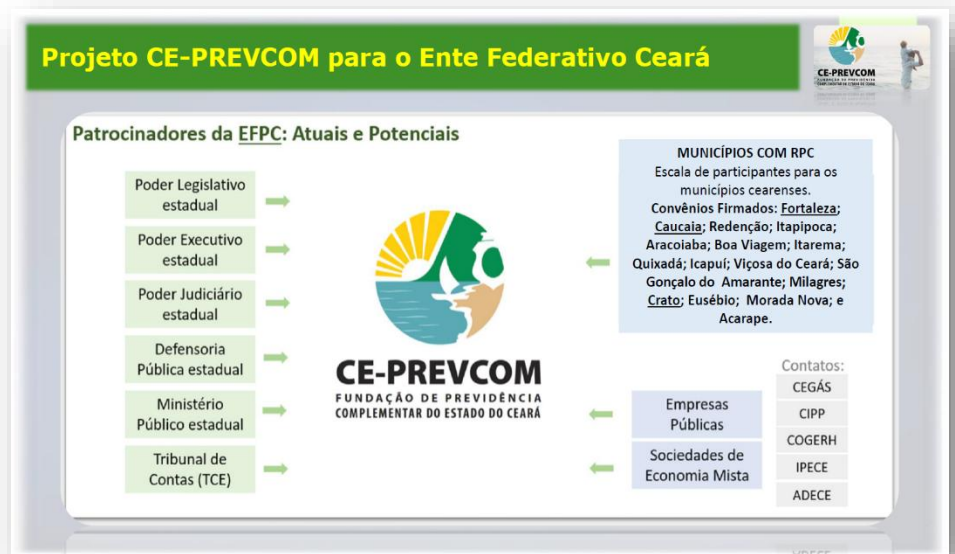 Projeto CE-PREVCOM para o Ente Federativo Ceará
CE-PREVCOM
Patrocinadores da EFPC: Atuais e Potenciais
Poder Legislativo
estadual
Poder Executivo
estadual
Poder Judiciário
estadual
Defensoria
Pública estadual
Ministério
Público estadual
Tribunal de
Contas (TCE)
CE-PREVCOM
FUNDAÇÃO DE PREVIDÊNCIA
COMPLEMENTAR DO ESTADO DO CEARÁ
MUNICÍPIOS COM RPC
Escala de participantes para os
municípios cearenses.
Convênios Firmados: Fortaleza;
Caucaia; Redenção; Itapipoca;
Aracoiaba; Boa Viagem; Itarema;
Quixadá; Icapuí; Viçosa do Ceará; São
Gonçalo do Amarante; Milagres;
Crato; Eusébio; Morada Nova; e
Acarape.
Empresas
Públicas
Sociedades de
Economia Mista
Contatos:
CEGÁS
CIPP
COGERH
IPECE
ADECE